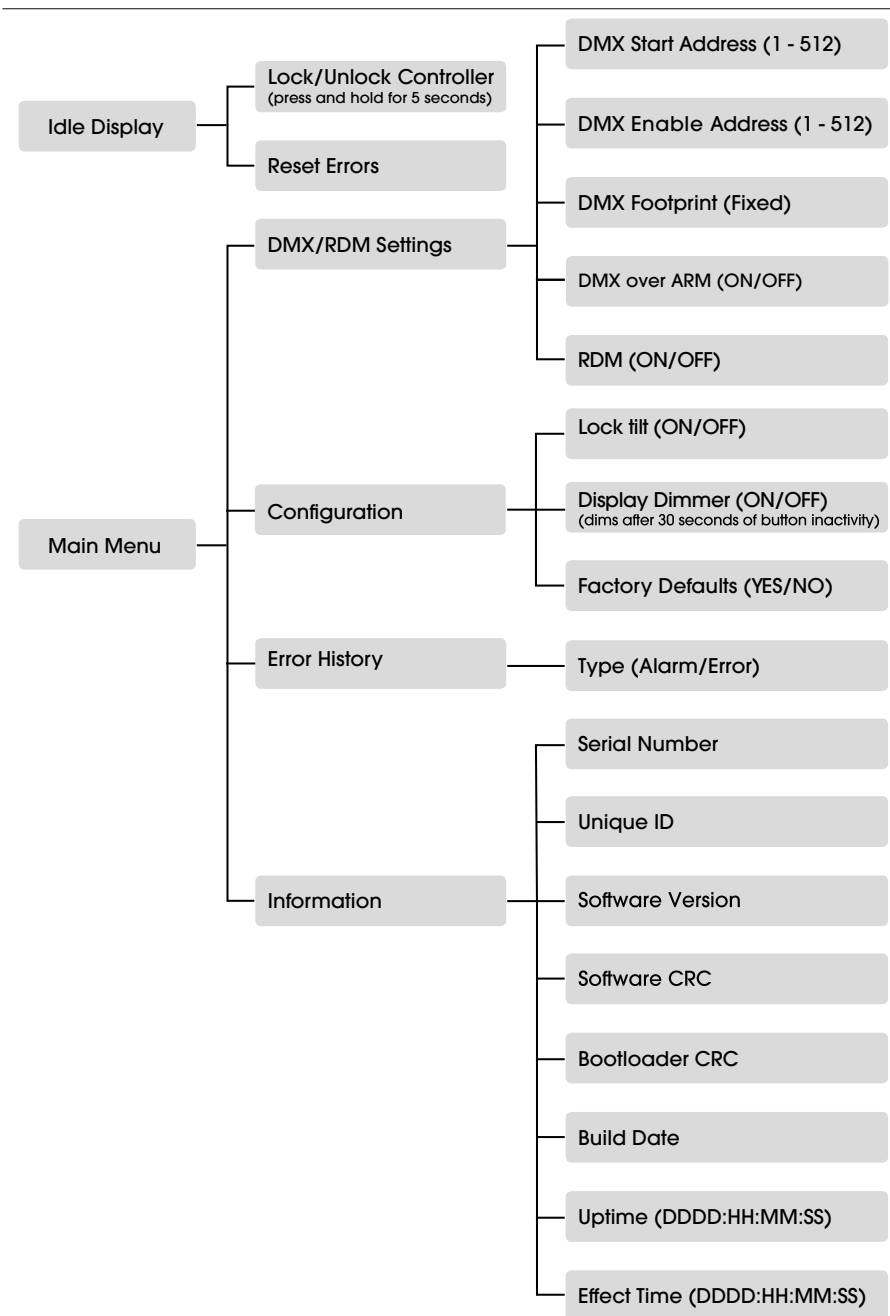 Idle Display
Lock/Unlock Controller
(press and hold for 5 seconds)
Reset Errors
Main Menu
DMX/RDM Settings
DMX Start Address (1 - 512)
DMX Enable Address (1 - 512)
DMX Footprint (Fixed)
DMX over ARM (ON/OFF)
RDM (ON/OFF)
Configuration
Lock tilt (ON/OFF)
Display Dimmer (ON/OFF)
(dims after 30 seconds of button inactivity)
Factory Defaults (YES/NO)
Error History
Type (Alarm/Error)
Information
Serial Number
Unique ID
Software Version
Software CRC
Bootloader CRC
Build Date
Uptime (DDDD:HH:MM:SS)
Effect Time (DDDD:HH:MM:SS)